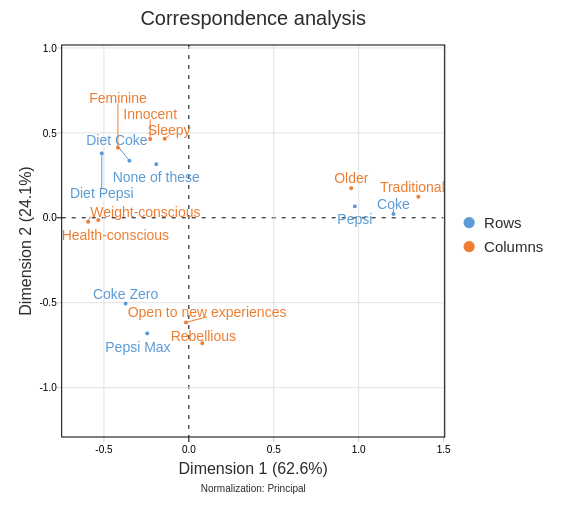 Correspondence analysis
1.0
Feminine
Innocent
0.5
Sleepy
Diet Coke
None of these
Older
Traditional
Diet Pepsi
Coke
Weight-conscious
0.0
Pepsi
Rows
Health-conscious
Columns
Coke Zero
-0.5
Open to new experiences
Rebellious
Pepsi Max
-1.0
-0.5
0.0
0.5
1.0
1.5
Dimension 2 (24.1%)
Dimension 1 (62.6%)
Normalization: Principal